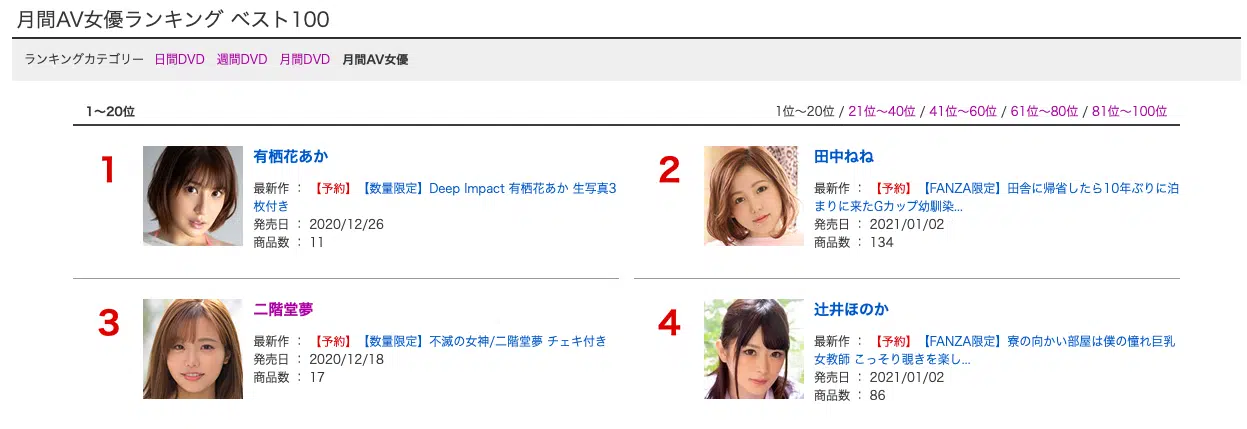 月間AV女優ランキング ベスト100
ランキングカテゴリー 日間DVD 週間DVD 月間DVD 月間AV女優
1〜20位
1位〜20位 / 21位〜40位 / 41位〜60位 / 61位〜80位 / 81位〜100位
1
有栖花あか
最新作 : 【予約】【数量限定】Deep Impact 有栖花あか 生写真3
枚付き
発売日 : 2020/12/26
商品数 : 11
2
田中ねね
最新作 : 【予約】【FANZA限定】田舎に帰省したら10年ぶりに泊
まりに来たGカップ幼馴染...
発売日 : 2021/01/02
商品数 : 134
3
二階堂夢
最新作 : 【予約】【数量限定】不滅の女神/二階堂夢 チェキ付き
発売日 : 2020/12/18
商品数 : 17
4
辻井ほのか
最新作 : 【予約】【FANZA限定】寮の向かい部屋は僕の憧れ巨乳
女教師 こっそり覗きを楽し...
発売日 : 2021/01/02
商品数 : 86